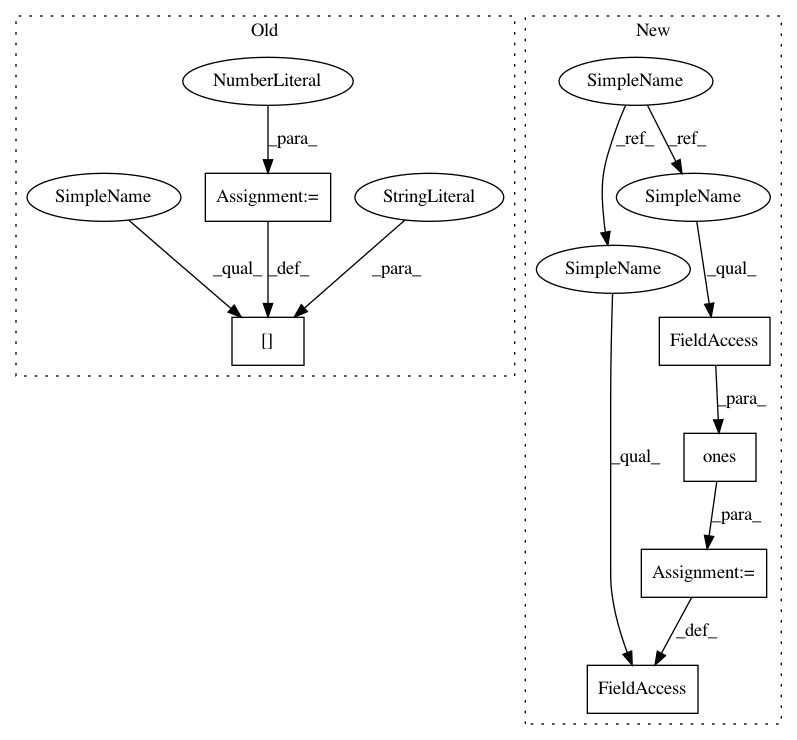 Old
New
NumberLiteral
SimpleName
_para_
_ref_
_ref_
SimpleName
Assignment:=
StringLiteral
SimpleName
SimpleName
_qual_
_def_
_para_
_qual_
[]
FieldAccess
_para_
_qual_
ones
_para_
Assignment:=
_def_
FieldAccess